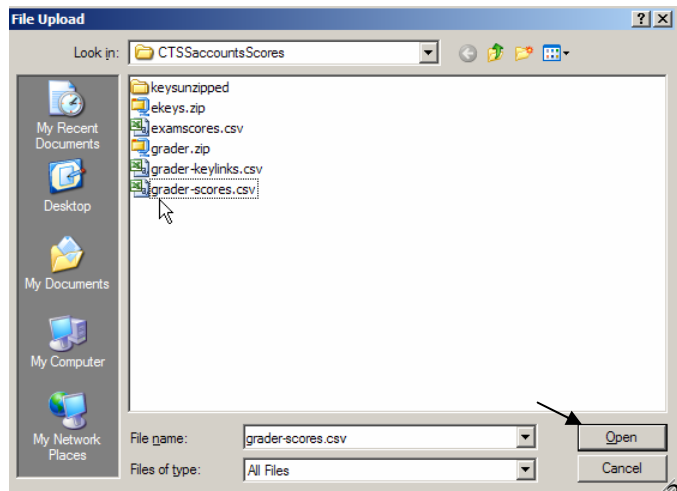 File Upload
Look in: CTSSaccountsScores
My Recent
Documents
Desktop
My Documents
My Computer
My Network
Places
keysunzipped
ekeys.zip
examscores.csv
grader.zip
grader-keylinks.csv
grader-scores.csv
File name: grader-scores.csv Open
Files of type: All Files Cancel